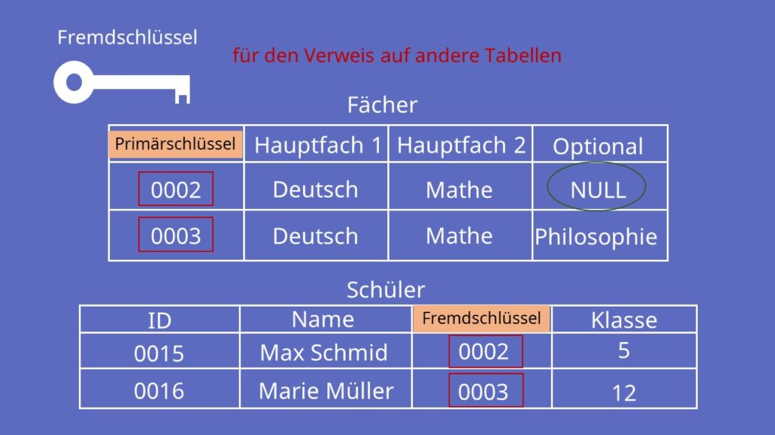 Fremdschlüssel
für den Verweis auf andere Tabellen
Fächer
Primärschlüssel Hauptfach 1 Hauptfach 2 Optional
0002 Deutsch Mathe NULL
0003 Deutsch Mathe Philosophie
Schüler
ID Name Fremdschlüssel Klasse
0015 Max Schmid 0002 5
0016 Marie Müller 0003 12